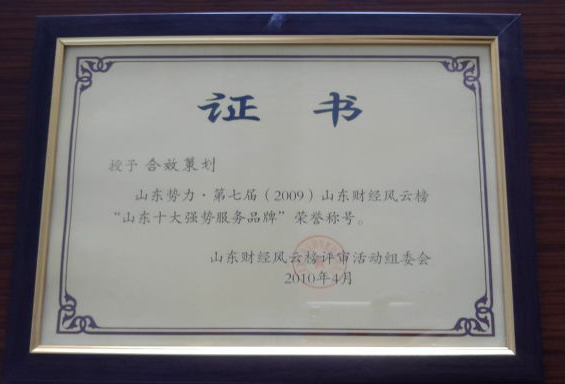 证 书
授予 合效策划
山东势力·第七届（2009）山东财经风云榜
“山东十大强势服务品牌”荣誉称号。
山东财经风云榜评审活动组委会
2010年4月